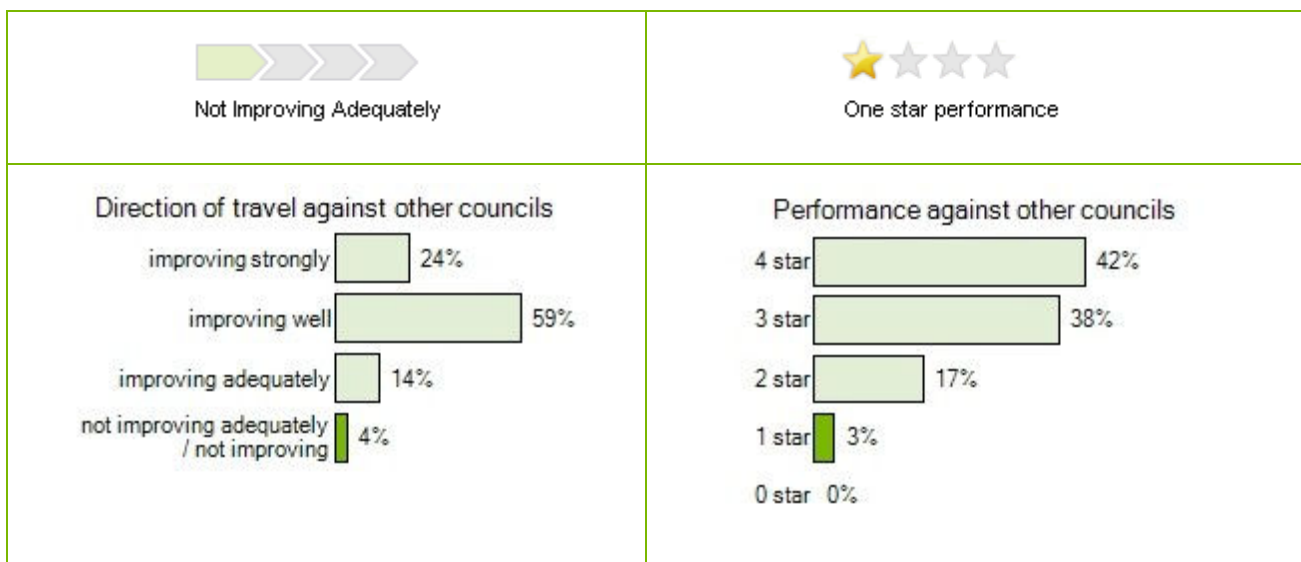 Not Improving Adequately
One star performance
Direction of travel against other councils
improving strongly 24%
improving well 59%
improving adequately 14%
not improving adequately
/ not improving 4%
Performance against other councils
4 star 42%
3 star 38%
2 star 17%
1 star 3%
0 star 0%